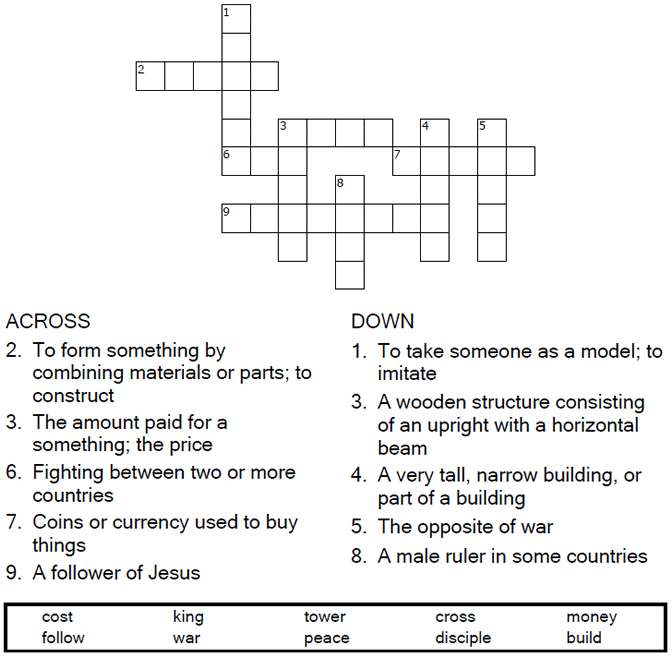 1
2
3
4
5
6
7
8
9
ACROSS
2. To form something by
combining materials or parts; to
construct
3. The amount paid for a
something; the price
6. Fighting between two or more
countries
7. Coins or currency used to buy
things
9. A follower of Jesus
DOWN
1. To take someone as a model; to
imitate
3. A wooden structure consisting
of an upright with a horizontal
beam
4. A very tall, narrow building, or
part of a building
5. The opposite of war
8. A male ruler in some countries
cost king tower cross money
follow war peace disciple build